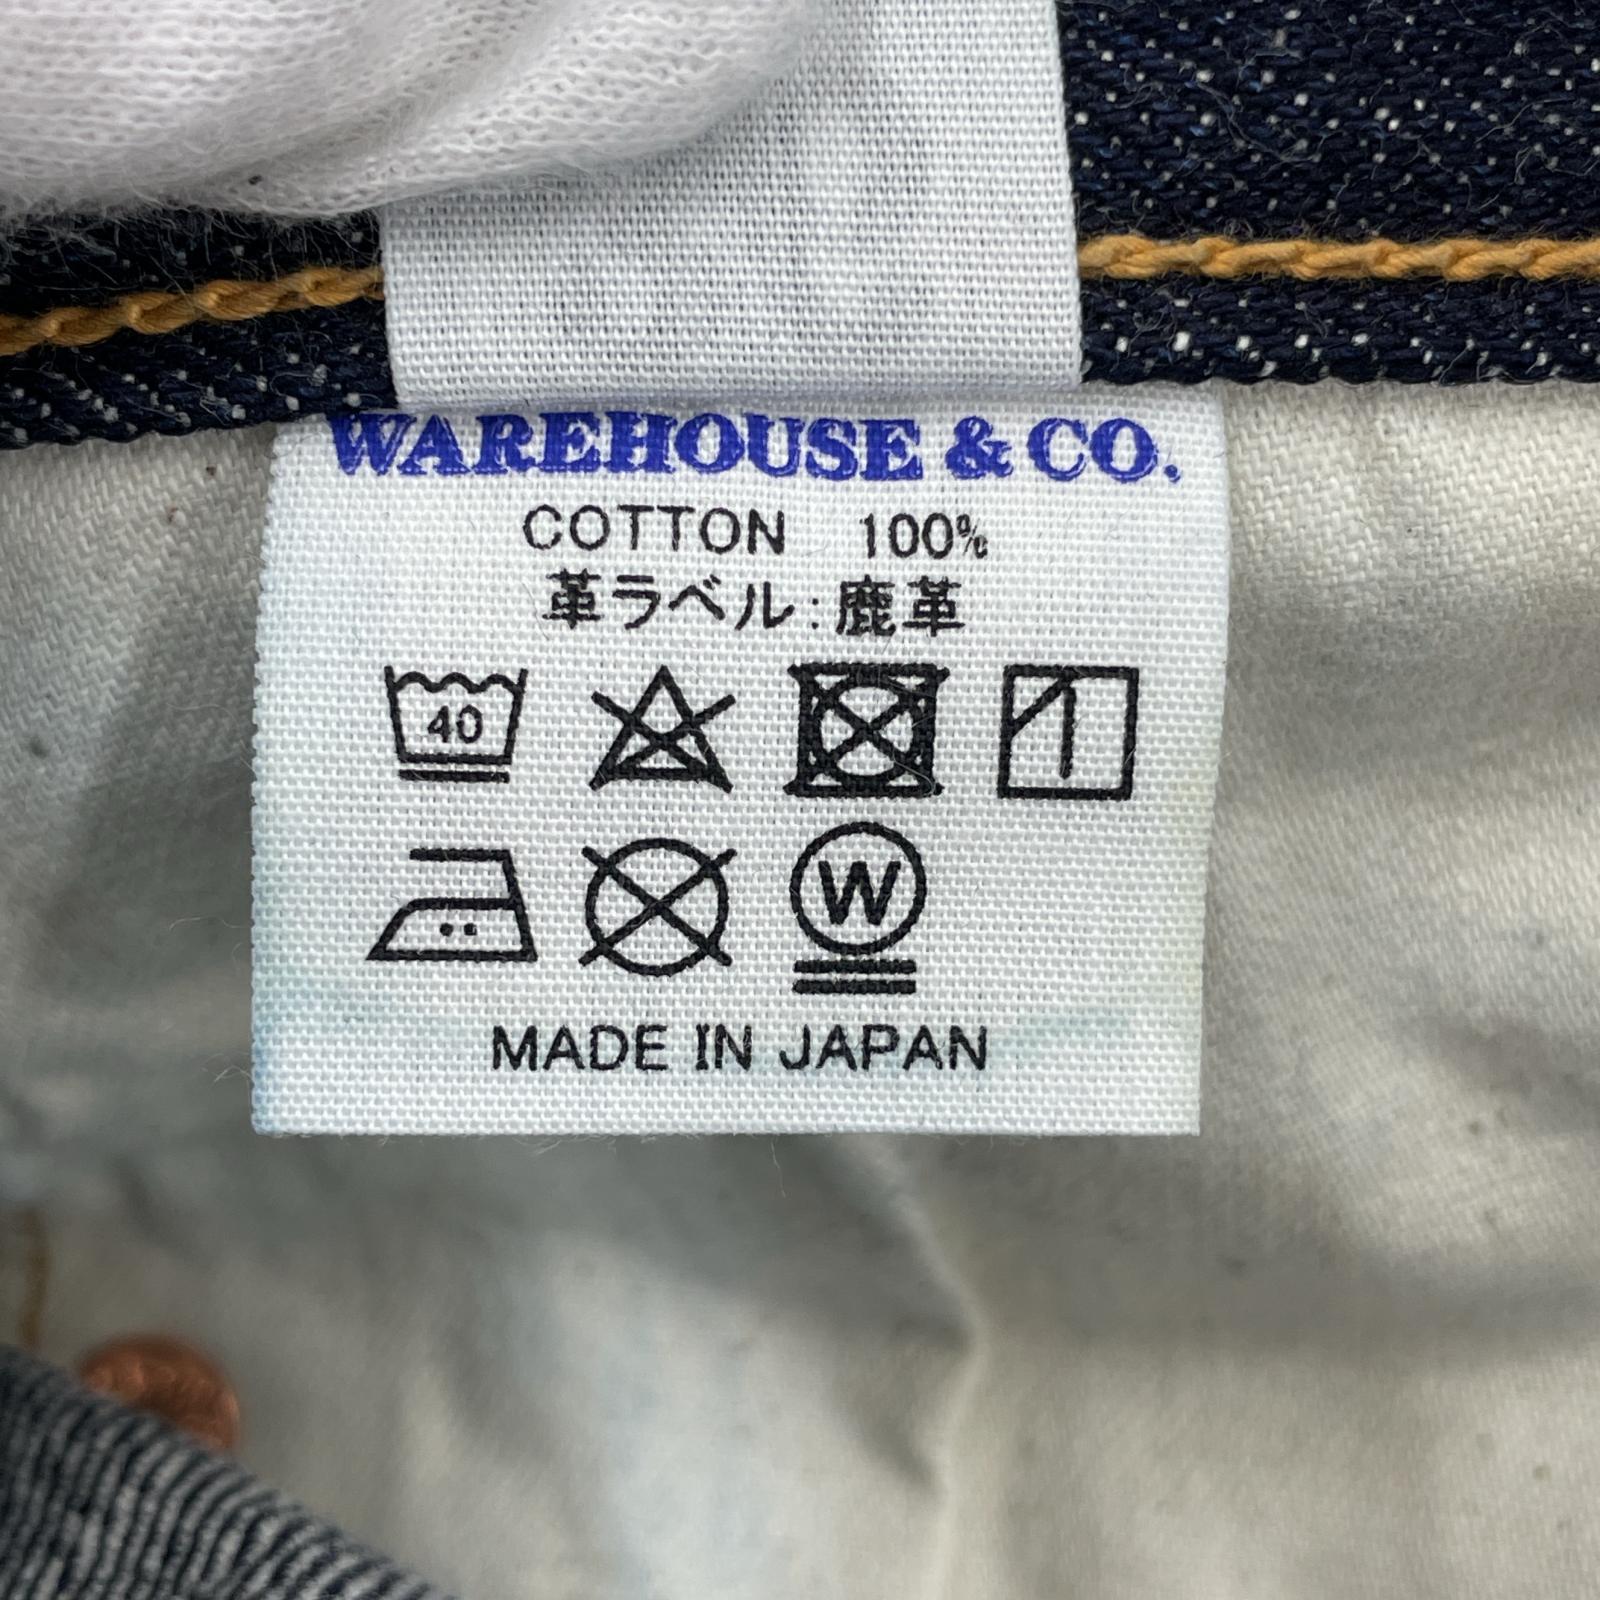 WAREHOUSE & CO.
COTTON 100%
革ラベル:鹿革
40
W
MADE IN JAPAN